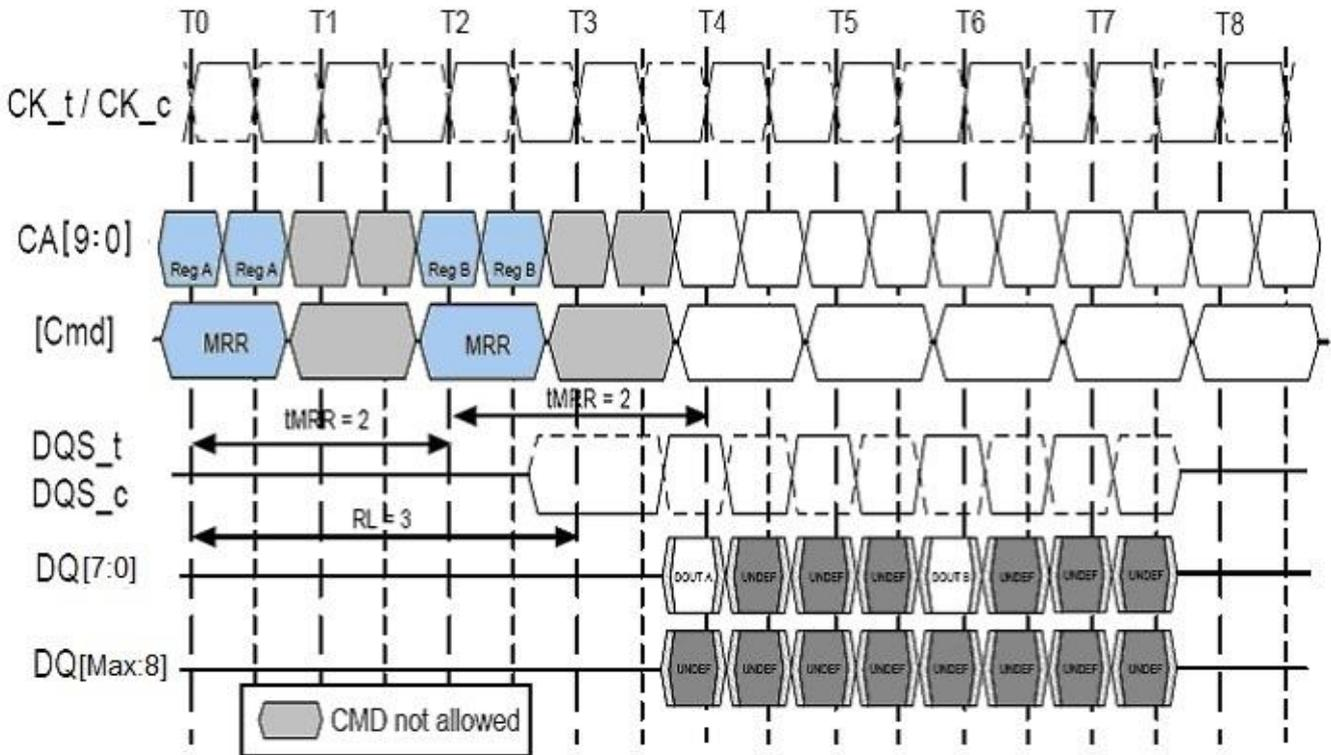 T0 T1 T2 T3 T4 T5 T6 T7 T8
CK_t / CK_c
CA[9:0]
Reg A Reg A Reg B Reg B
[Cmd]
MRR MRR
tMRR = 2
tMRR = 2
DQS_t
DQS_c
RL = 3
DQ[7:0]
DOUT A UNDEF UNDEF UNDEF DOUT B UNDEF UNDEF UNDEF
DQ[Max:8]
UNDEF UNDEF UNDEF UNDEF UNDEF UNDEF UNDEF UNDEF
CMD not allowed